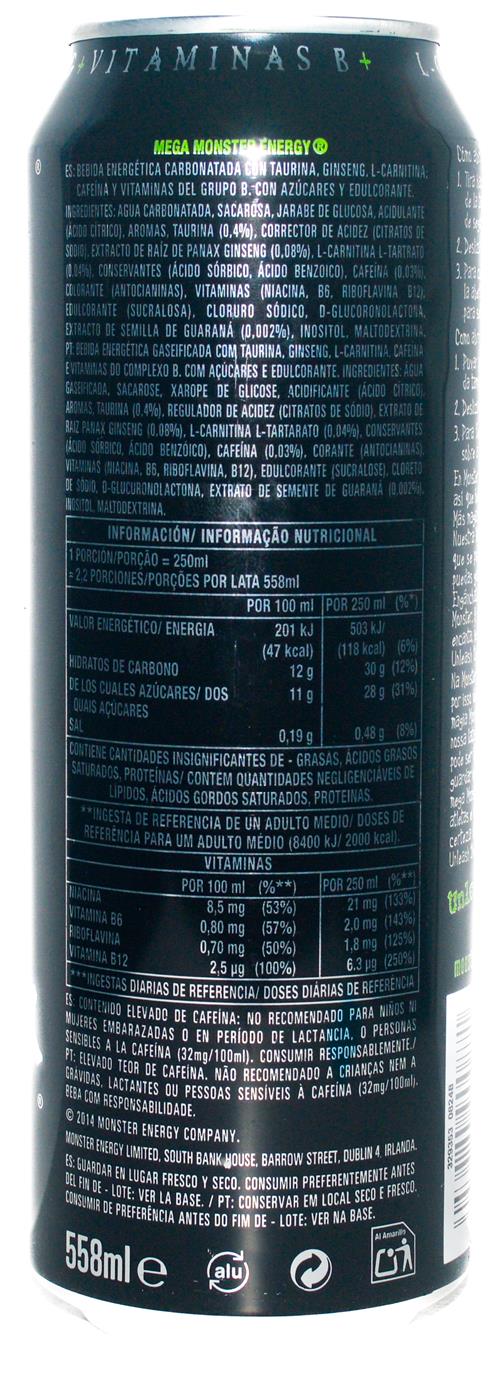 + VITAMINAS B +
MEGA MONSTER ENERGY®
ES: BEBIDA ENERGÉTICA CARBONATADA CON TAURINA, GINSENG, L-CARNITINA,
CAFEÍNA Y VITAMINAS DEL GRUPO B. CON AZÚCARES Y EDULCORANTE.
INGREDIENTES: AGUA CARBONATADA, SACAROSA, JARABE DE GLUCOSA, ACIDULANTE
(ÁCIDO CÍTRICO), AROMAS, TAURINA (0,4%), CORRECTOR DE ACIDEZ (CITRATOS DE
SODIO), EXTRACTO DE RAÍZ DE PANAX GINSENG (0,08%), L-CARNITINA L-TARTRATO
(0,04%), CONSERVANTES (ÁCIDO SÓRBICO, ÁCIDO BENZOICO), CAFEÍNA (0,03%),
COLORANTE (ANTOCIANINAS), VITAMINAS (NIACINA, B6, RIBOFLAVINA B12),
EDULCORANTE (SUCRALOSA), CLORURO SÓDICO, D-GLUCORONOLACTONA,
EXTRACTO DE SEMILLA DE GUARANÁ (0,002%), INOSITOL, MALTODEXTRINA.
PT: BEBIDA ENERGÉTICA GASEIFICADA COM TAURINA, GINSENG, L-CARNITINA, CAFEÍNA
E VITAMINAS DO COMPLEXO B. COM AÇÚCARES E EDULCORANTE. INGREDIENTES: ÁGUA
GASEIFICADA, SACAROSE, XAROPE DE GLICOSE, ACIDIFICANTE (ÁCIDO CÍTRICO),
AROMAS, TAURINA (0,4%), REGULADOR DE ACIDEZ (CITRATOS DE SÓDIO), EXTRATO DE
RAIZ PANAX GINSENG (0,08%), L-CARNITINA L-TARTARATO (0,04%), CONSERVANTES
(ÁCIDO SÓRBICO, ÁCIDO BENZÓICO), CAFEÍNA (0,03%), CORANTE (ANTOCIANINAS),
VITAMINAS (NIACINA, B6, RIBOFLAVINA, B12), EDULCORANTE (SUCRALOSE), CLORETO
DE SÓDIO, D-GLUCURONOLACTONA, EXTRATO DE SEMENTE DE GUARANÁ (0,002%),
INOSITOL, MALTODEXTRINA.
INFORMACIÓN/ INFORMAÇÃO NUTRICIONAL
1 PORCIÓN/PORÇÃO = 250ml
= 2.2 PORCIONES/PORÇÕES POR LATA 558ml
POR 100 ml POR 250 ml (%*)
VALOR ENERGÉTICO/ ENERGIA 201 kJ 503 kJ/
(47 kcal) (118 kcal) (6%)
HIDRATOS DE CARBONO 12 g 30 g (12%)
DE LOS CUALES AZÚCARES/ DOS 11 g 28 g (31%)
QUAIS AÇÚCARES
SAL 0,19 g 0,48 g (8%)
CONTIENE CANTIDADES INSIGNIFICANTES DE - GRASAS, ÁCIDOS GRASOS
SATURADOS, PROTEÍNAS/ CONTEM QUANTIDADES NEGLIGENCIÁVEIS DE
LIPIDOS, ÁCIDOS GORDOS SATURADOS, PROTEINAS.
**INGESTA DE REFERENCIA DE UN ADULTO MEDIO/ DOSES DE
REFERÊNCIA PARA UM ADULTO MÉDIO (8400 kJ/ 2000 kcal).
VITAMINAS
POR 100 ml (%**) POR 250 ml (%**)
NIACINA 8,5 mg (53%) 21 mg (133%)
VITAMINA B6 0,80 mg (57%) 2,0 mg (143%)
RIBOFLAVINA 0,70 mg (50%) 1,8 mg (125%)
VITAMINA B12 2,5 µg (100%) 6.3 µg (250%)
***INGESTAS DIARIAS DE REFERENCIA/ DOSES DIÁRIAS DE REFERÊNCIA
ES: CONTENIDO ELEVADO DE CAFEÍNA: NO RECOMENDADO PARA NIÑOS NI
MUJERES EMBARAZADAS O EN PERÍODO DE LACTANCIA, O PERSONAS
SENSIBLES A LA CAFEÍNA (32mg/100ml). CONSUMIR RESPONSABLEMENTE./
PT: ELEVADO TEOR DE CAFEÍNA. NÃO RECOMENDADO A CRIANÇAS NEM A
GRÁVIDAS, LACTANTES OU PESSOAS SENSÍVEIS À CAFEÍNA (32mg/100ml).
BEBA COM RESPONSABILIDADE.
© 2014 MONSTER ENERGY COMPANY.
MONSTER ENERGY LIMITED, SOUTH BANK HOUSE, BARROW STREET, DUBLIN 4, IRLANDA.
ES: GUARDAR EN LUGAR FRESCO Y SECO. CONSUMIR PREFERENTEMENTE ANTES
DEL FIN DE - LOTE: VER LA BASE. / PT: CONSERVAR EM LOCAL SECO E FRESCO.
CONSUMIR DE PREFERÊNCIA ANTES DO FIM DE - LOTE: VER NA BASE.
558ml e
alu
Al Amarillo
329353 08248